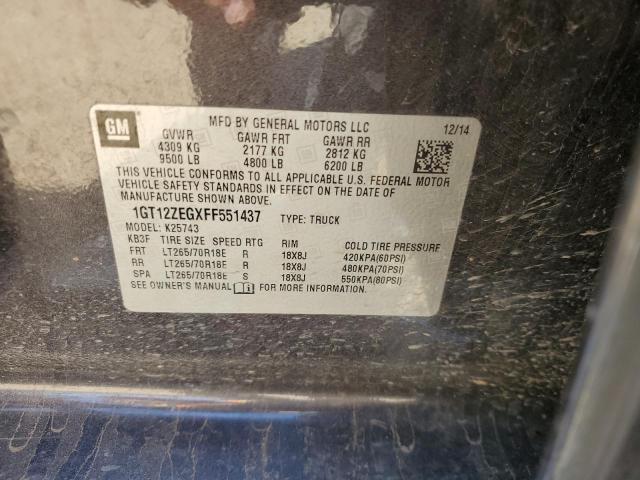 MFD BY GENERAL MOTORS LLC 12/14
GM
GVWR GAWR FRT GAWR RR
4309 KG 2177 KG 2812 KG
9500 LB 4800 LB 6200 LB
THIS VEHICLE CONFORMS TO ALL APPLICABLE U.S. FEDERAL MOTOR
VEHICLE SAFETY STANDARDS IN EFFECT ON THE DATE OF
MANUFACTURE SHOWN ABOVE.
1GT12ZEGXFF551437 TYPE: TRUCK
MODEL: K25743
KB3F TIRE SIZE SPEED RTG RIM COLD TIRE PRESSURE
FRT LT265/70R18E R 18X8J 420KPA(60PSI)
RR LT265/70R18E R 18X8J 480KPA(70PSI)
SPA LT265/70R18E S 18X8J 550KPA(80PSI)
SEE OWNER'S MANUAL FOR MORE INFORMATION.